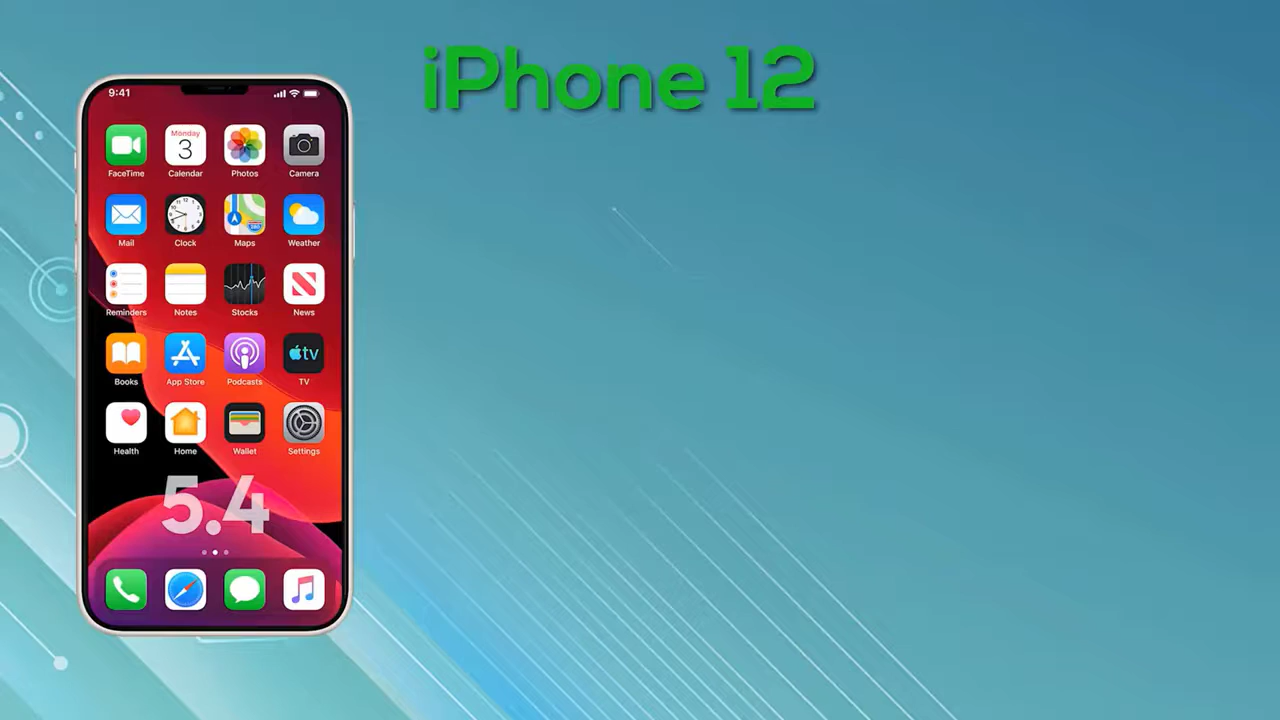 iPhone 12
9:41
Monday
3
FaceTime Calendar Photos Camera
Mail Clock Maps Weather
Reminders Notes Stocks News
tv
Books App Store Podcasts TV
Health Home Wallet Settings
5.4